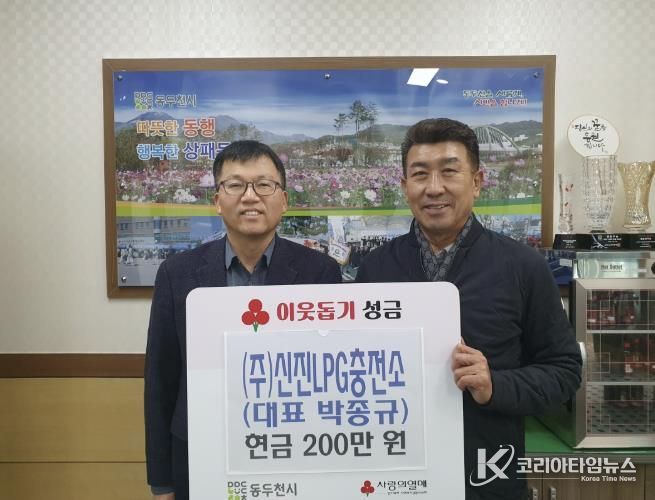 동두천시
따뜻한 동행
행복한 상패동
이웃돕기 성금
(주)신진LPG충전소
(대표 박종규)
현금 200만 원
동두천시
사랑의열매
코리아타임뉴스
Korea Time News